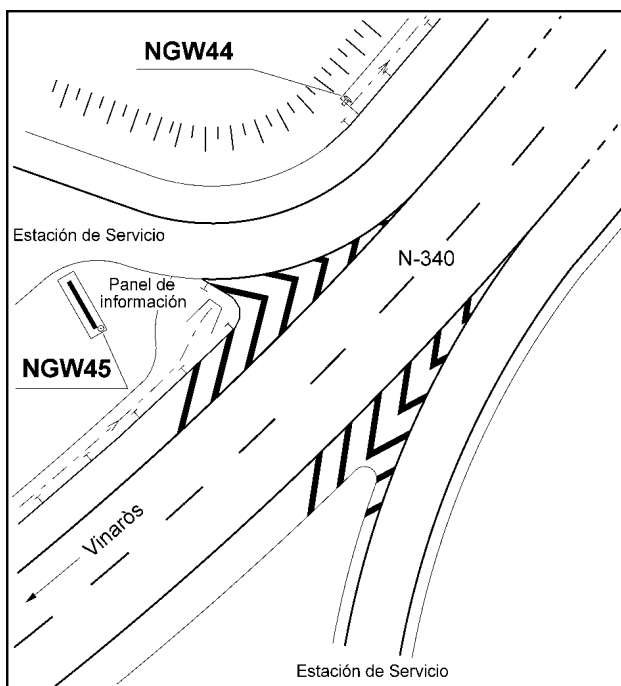 NGW44
Estación de Servicio
N-340
Panel de
información
NGW45
Vinaròs
Estación de Servicio